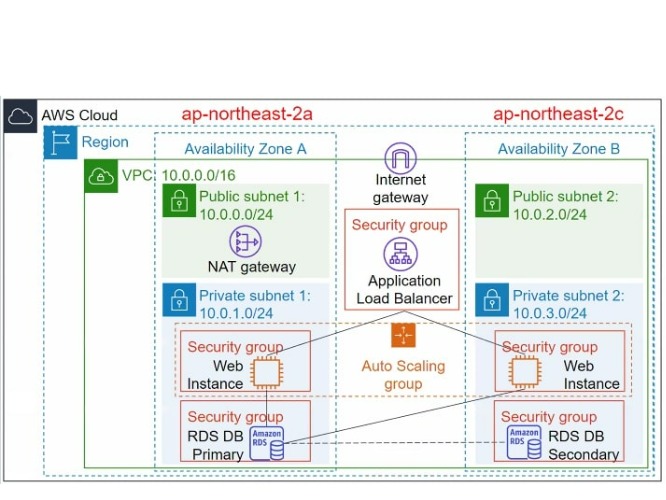 AWS Cloud
ap-northeast-2a
ap-northeast-2c
Region
Availability Zone A
Availability Zone B
VPC: 10.0.0.0/16
Internet
gateway
Public subnet 1:
10.0.0.0/24
NAT gateway
Security group
Application
Load Balancer
Public subnet 2:
10.0.2.0/24
Private subnet 1:
10.0.1.0/24
Private subnet 2:
10.0.3.0/24
Security group
Web
Instance
Auto Scaling
group
Security group
Web
Instance
Security group
RDS DB
Primary
Amazon
RDS
Security group
Amazon
RDS
RDS DB
Secondary